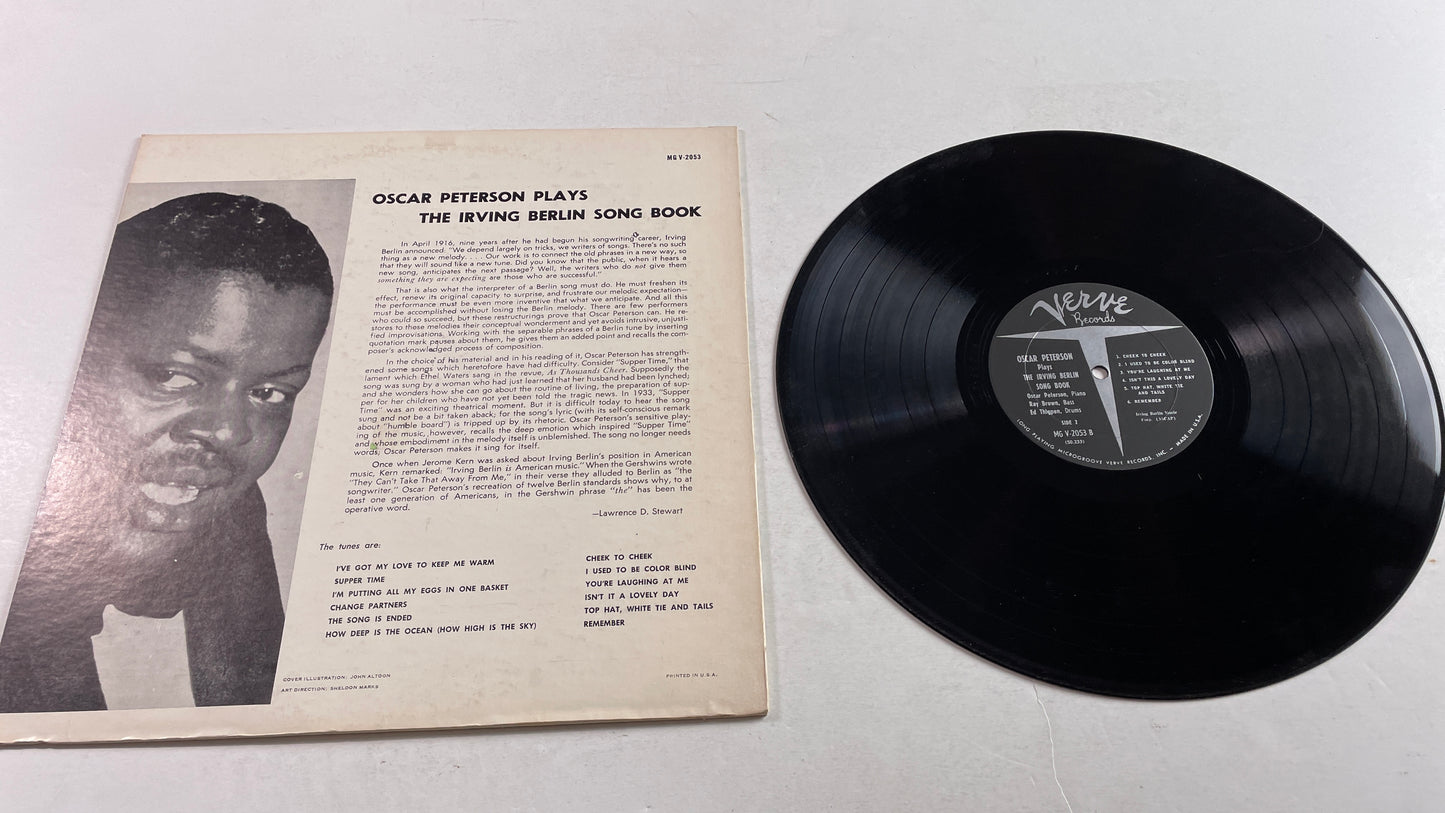 MG V-2053
OSCAR PETERSON PLAYS
THE IRVING BERLIN SONG BOOK
In April 1916, nine years after he had begun his songwriting career, Irving
Berlin announced: "We depend largely on tricks, we writers of songs. There's no such
thing as a new melody. . . . Our work is to connect the old phrases in a new way, so
that they will sound like a new tune. Did you know that the public, when it hears a
new song, anticipates the next passage? Well, the writers who do not give them
something they are expecting are those who are successful."
That is also what the interpreter of a Berlin song must do. He must freshen its
effect, renew its original capacity to surprise, and frustrate our melodic expectation—
the performance must be even more inventive that what we anticipate. And all this
must be accomplished without losing the Berlin melody. There are few performers
who could so succeed, but these restructurings prove that Oscar Peterson can. He re-
stores to these melodies their conceptual wonderment and yet avoids intrusive, unjusti-
fied improvisations. Working with the separable phrases of a Berlin tune by inserting
quotation mark pauses about them, he gives them an added point and recalls the com-
poser's acknowledged process of composition.
In the choice of his material and in his reading of it, Oscar Peterson has strength-
ened some songs which heretofore have had difficulty. Consider "Supper Time," that
lament which Ethel Waters sang in the revue, As Thousands Cheer. Supposedly the
song was sung by a woman who had just learned that her husband had been lynched;
and she wonders how she can go about the routine of living, the preparation of sup-
per for her children who have not yet been told the tragic news. In 1933, "Supper
Time" was an exciting theatrical moment. But it is difficult today to hear the song
sung and not be a bit taken aback; for the song's lyric (with its self-conscious remark
about "humble board") is tripped up by its rhetoric. Oscar Peterson's sensitive play-
ing of the music, however, recalls the deep emotion which inspired "Supper Time"
and whose embodiment in the melody itself is unblemished. The song no longer needs
words; Oscar Peterson makes it sing for itself.
Once when Jerome Kern was asked about Irving Berlin's position in American
music, Kern remarked: "Irving Berlin is American music." When the Gershwins wrote
"They Can't Take That Away From Me," in their verse they alluded to Berlin as "the
songwriter." Oscar Peterson's recreation of twelve Berlin standards shows why, to at
least one generation of Americans, in the Gershwin phrase "the" has been the
operative word.
—Lawrence D. Stewart
The tunes are:
I'VE GOT MY LOVE TO KEEP ME WARM
SUPPER TIME
I'M PUTTING ALL MY EGGS IN ONE BASKET
CHANGE PARTNERS
THE SONG IS ENDED
HOW DEEP IS THE OCEAN (HOW HIGH IS THE SKY)
CHEEK TO CHEEK
I USED TO BE COLOR BLIND
YOU'RE LAUGHING AT ME
ISN'T IT A LOVELY DAY
TOP HAT, WHITE TIE AND TAILS
REMEMBER
COVER ILLUSTRATION: JOHN ALTOON
ART DIRECTION: SHELDON MARKS
PRINTED IN U.S.A.
VERVE
Records
OSCAR PETERSON
Plays
THE IRVING BERLIN
SONG BOOK
Oscar Peterson, Piano
Ray Brown, Bass
Ed Thigpen, Drums
SIDE 2
MG V-2053 B
(50,233)
1. CHEEK TO CHEEK
2. I USED TO BE COLOR BLIND
3. YOU'RE LAUGHING AT ME
4. ISN'T THIS A LOVELY DAY
5. TOP HAT, WHITE TIE
AND TAILS
6. REMEMBER
Irving Berlin Music
Corp. (ASCAP)
LONG PLAYING MICROGROOVE VERVE RECORDS, INC. — MADE IN U.S.A.